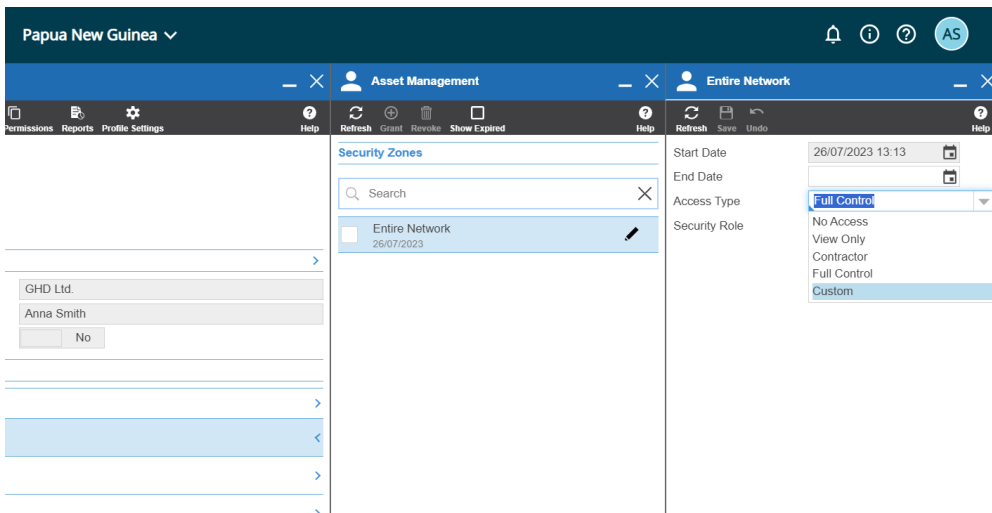 Papua New Guinea
AS
Permissions Reports Profile Settings Help
GHD Ltd.
Anna Smith
No
Asset Management
Refresh Grant Revoke Show Expired Help
Security Zones
Search
Entire Network
26/07/2023
Entire Network
Refresh Save Undo Help
Start Date 26/07/2023 13:13
End Date
Access Type Full Control
Security Role
No Access
View Only
Contractor
Full Control
Custom